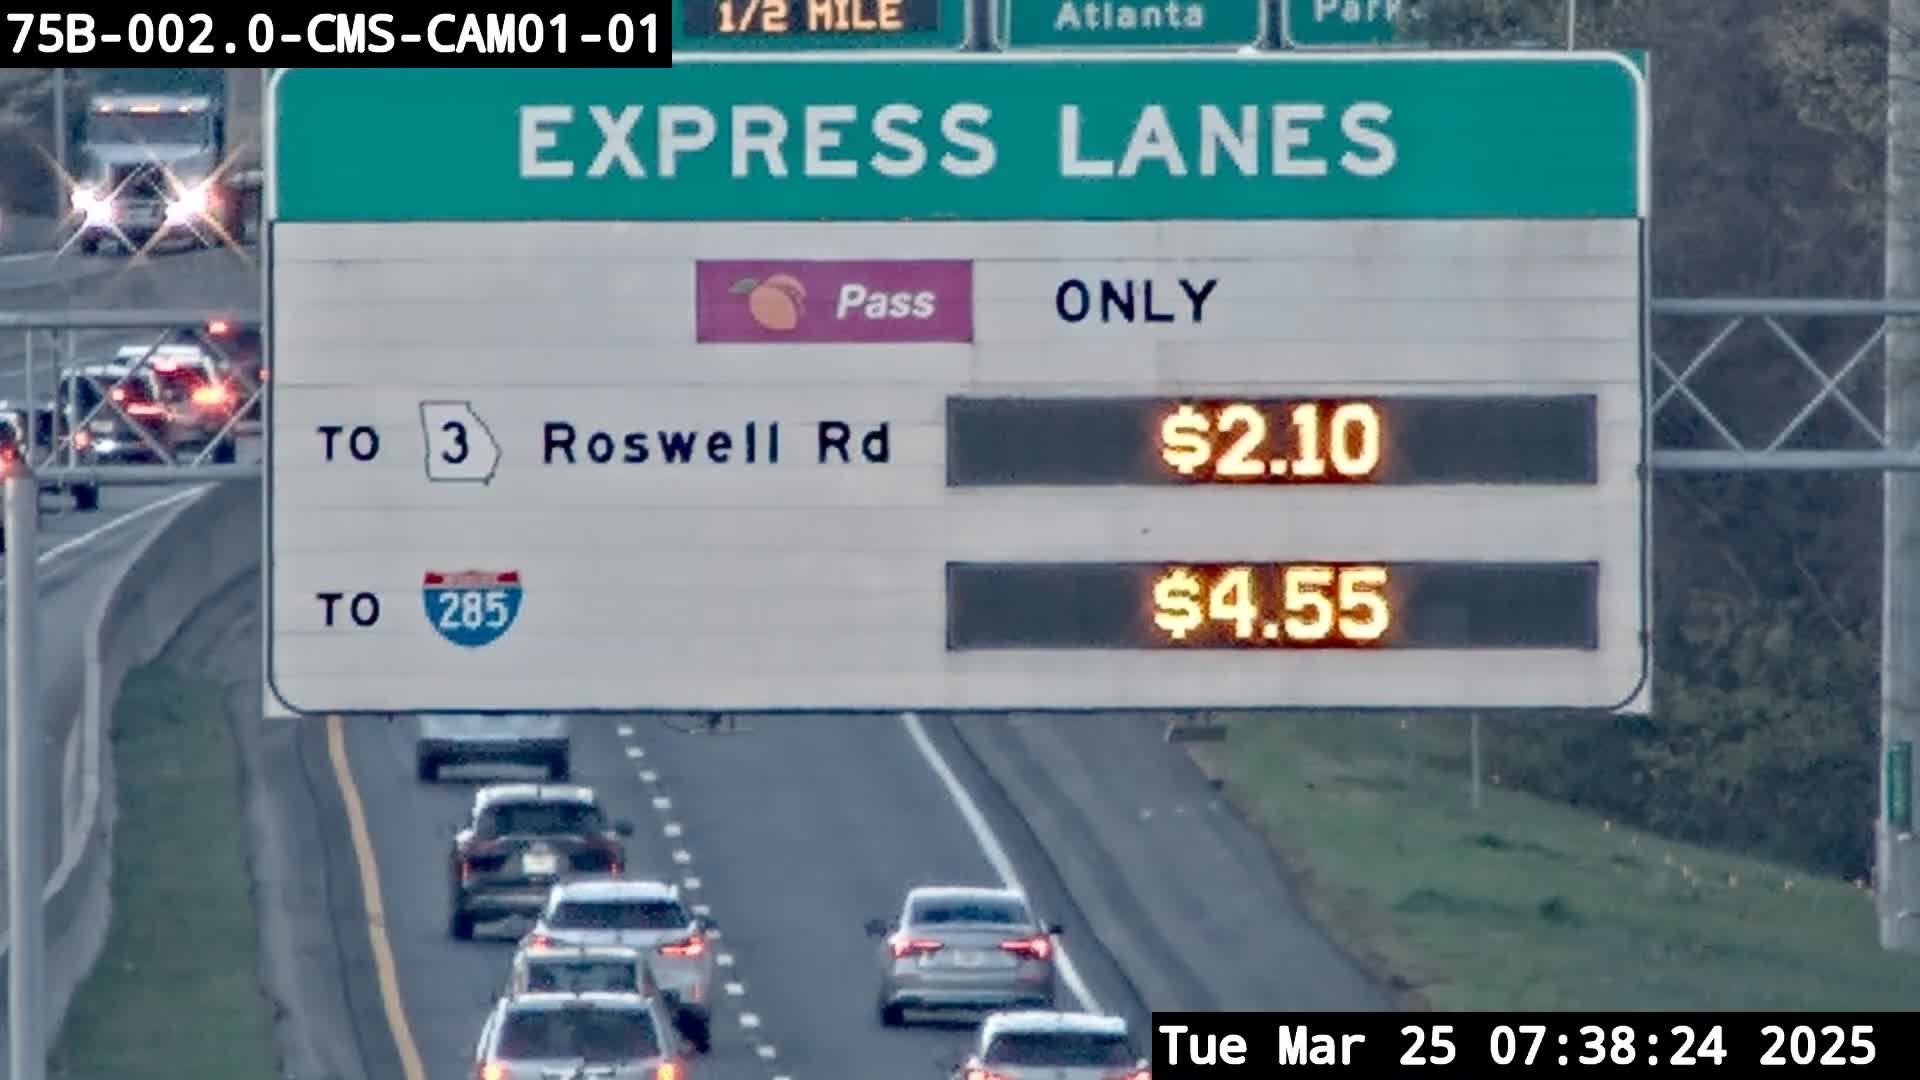 75B-002.0-CMS-CAM01-01
1/2 MILE
Atlanta
Park
EXPRESS LANES
Pass ONLY
TO 3 Roswell Rd $2.10
TO 285 $4.55
Tue Mar 25 07:38:24 2025